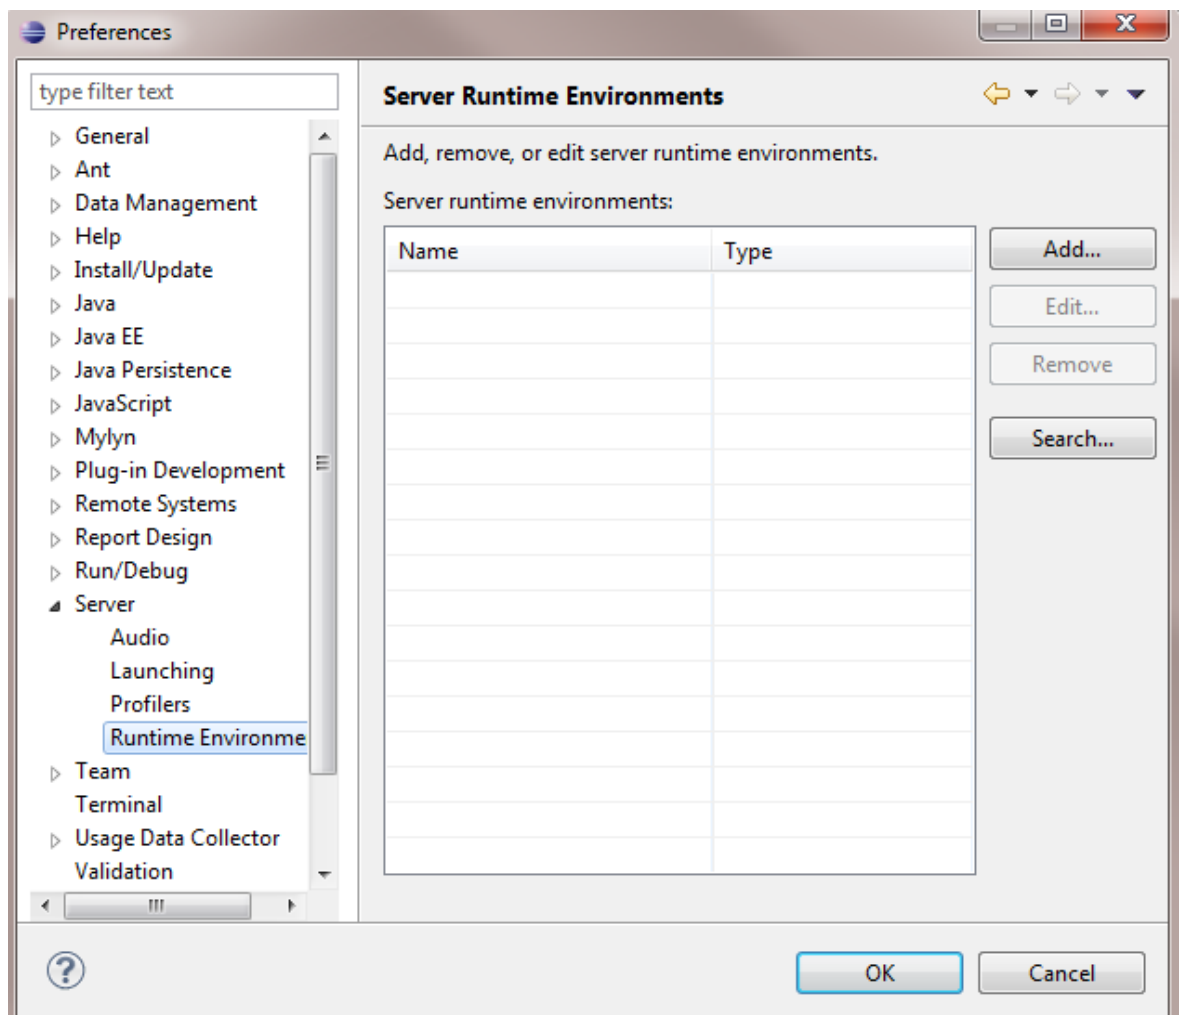 Preferences
type filter text
General
Ant
Data Management
Help
Install/Update
Java
Java EE
Java Persistence
JavaScript
Mylyn
Plug-in Development
Remote Systems
Report Design
Run/Debug
Server
Audio
Launching
Profilers
Runtime Environme
Team
Terminal
Usage Data Collector
Validation
Server Runtime Environments
Add, remove, or edit server runtime environments.
Server runtime environments:
Name Type
Add...
Edit...
Remove
Search...
OK Cancel